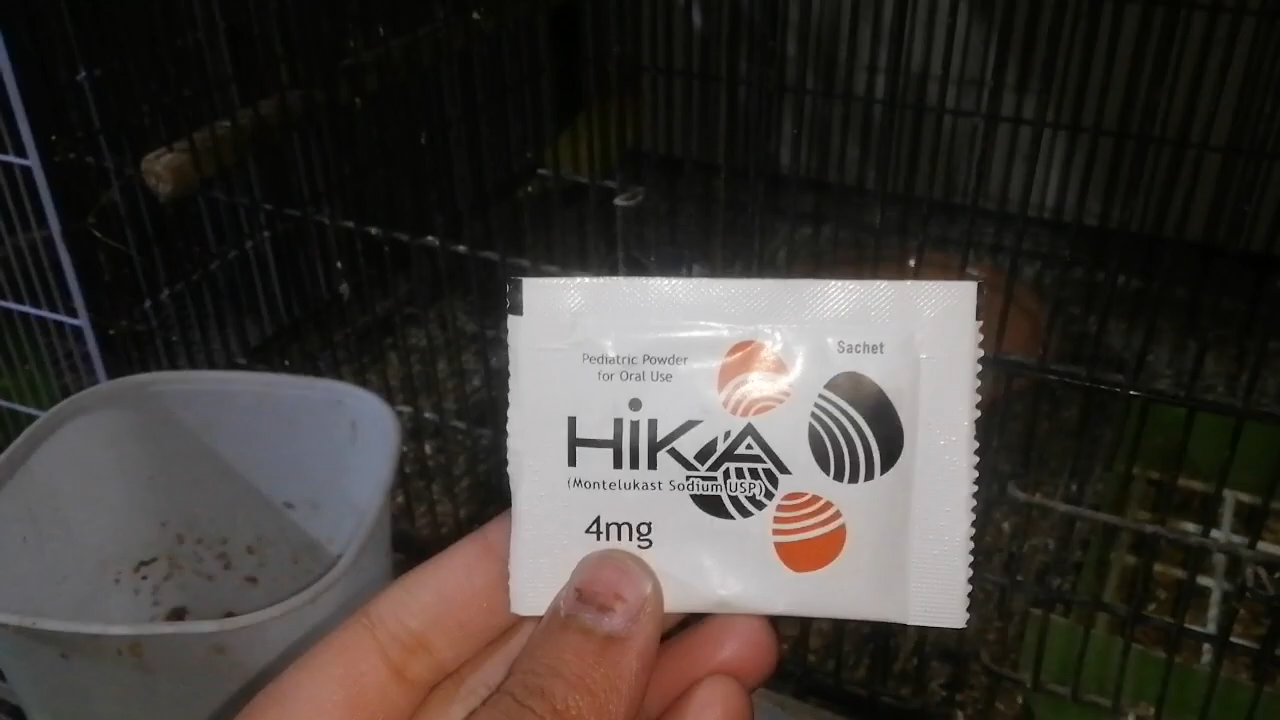 Sachet
Pediatric Powder
for Oral Use
HiKA
(Montelukast Sodium USP)
4mg